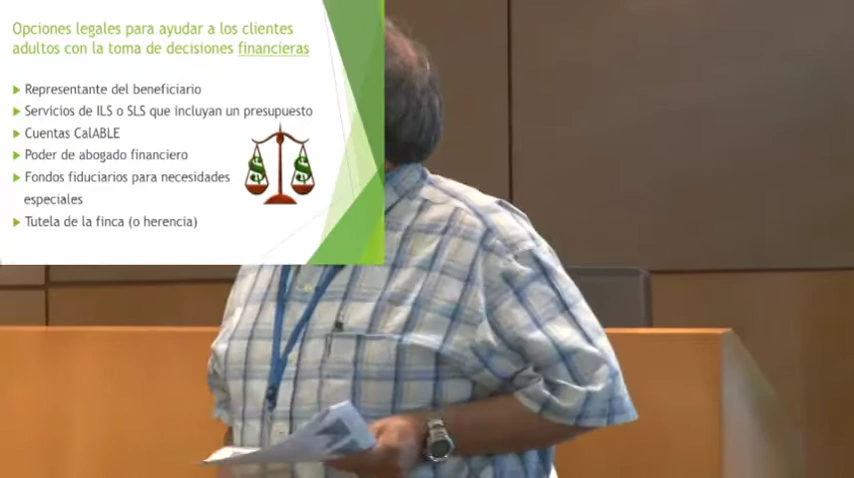 Opciones legales para ayudar a los clientes
adultos con la toma de decisiones financieras
Representante del beneficiario
Servicios de ILS o SLS que incluyan un presupuesto
Cuentas CalABLE
Poder de abogado financiero
Fondos fiduciarios para necesidades
especiales
Tutela de la finca (o herencia)
$ $